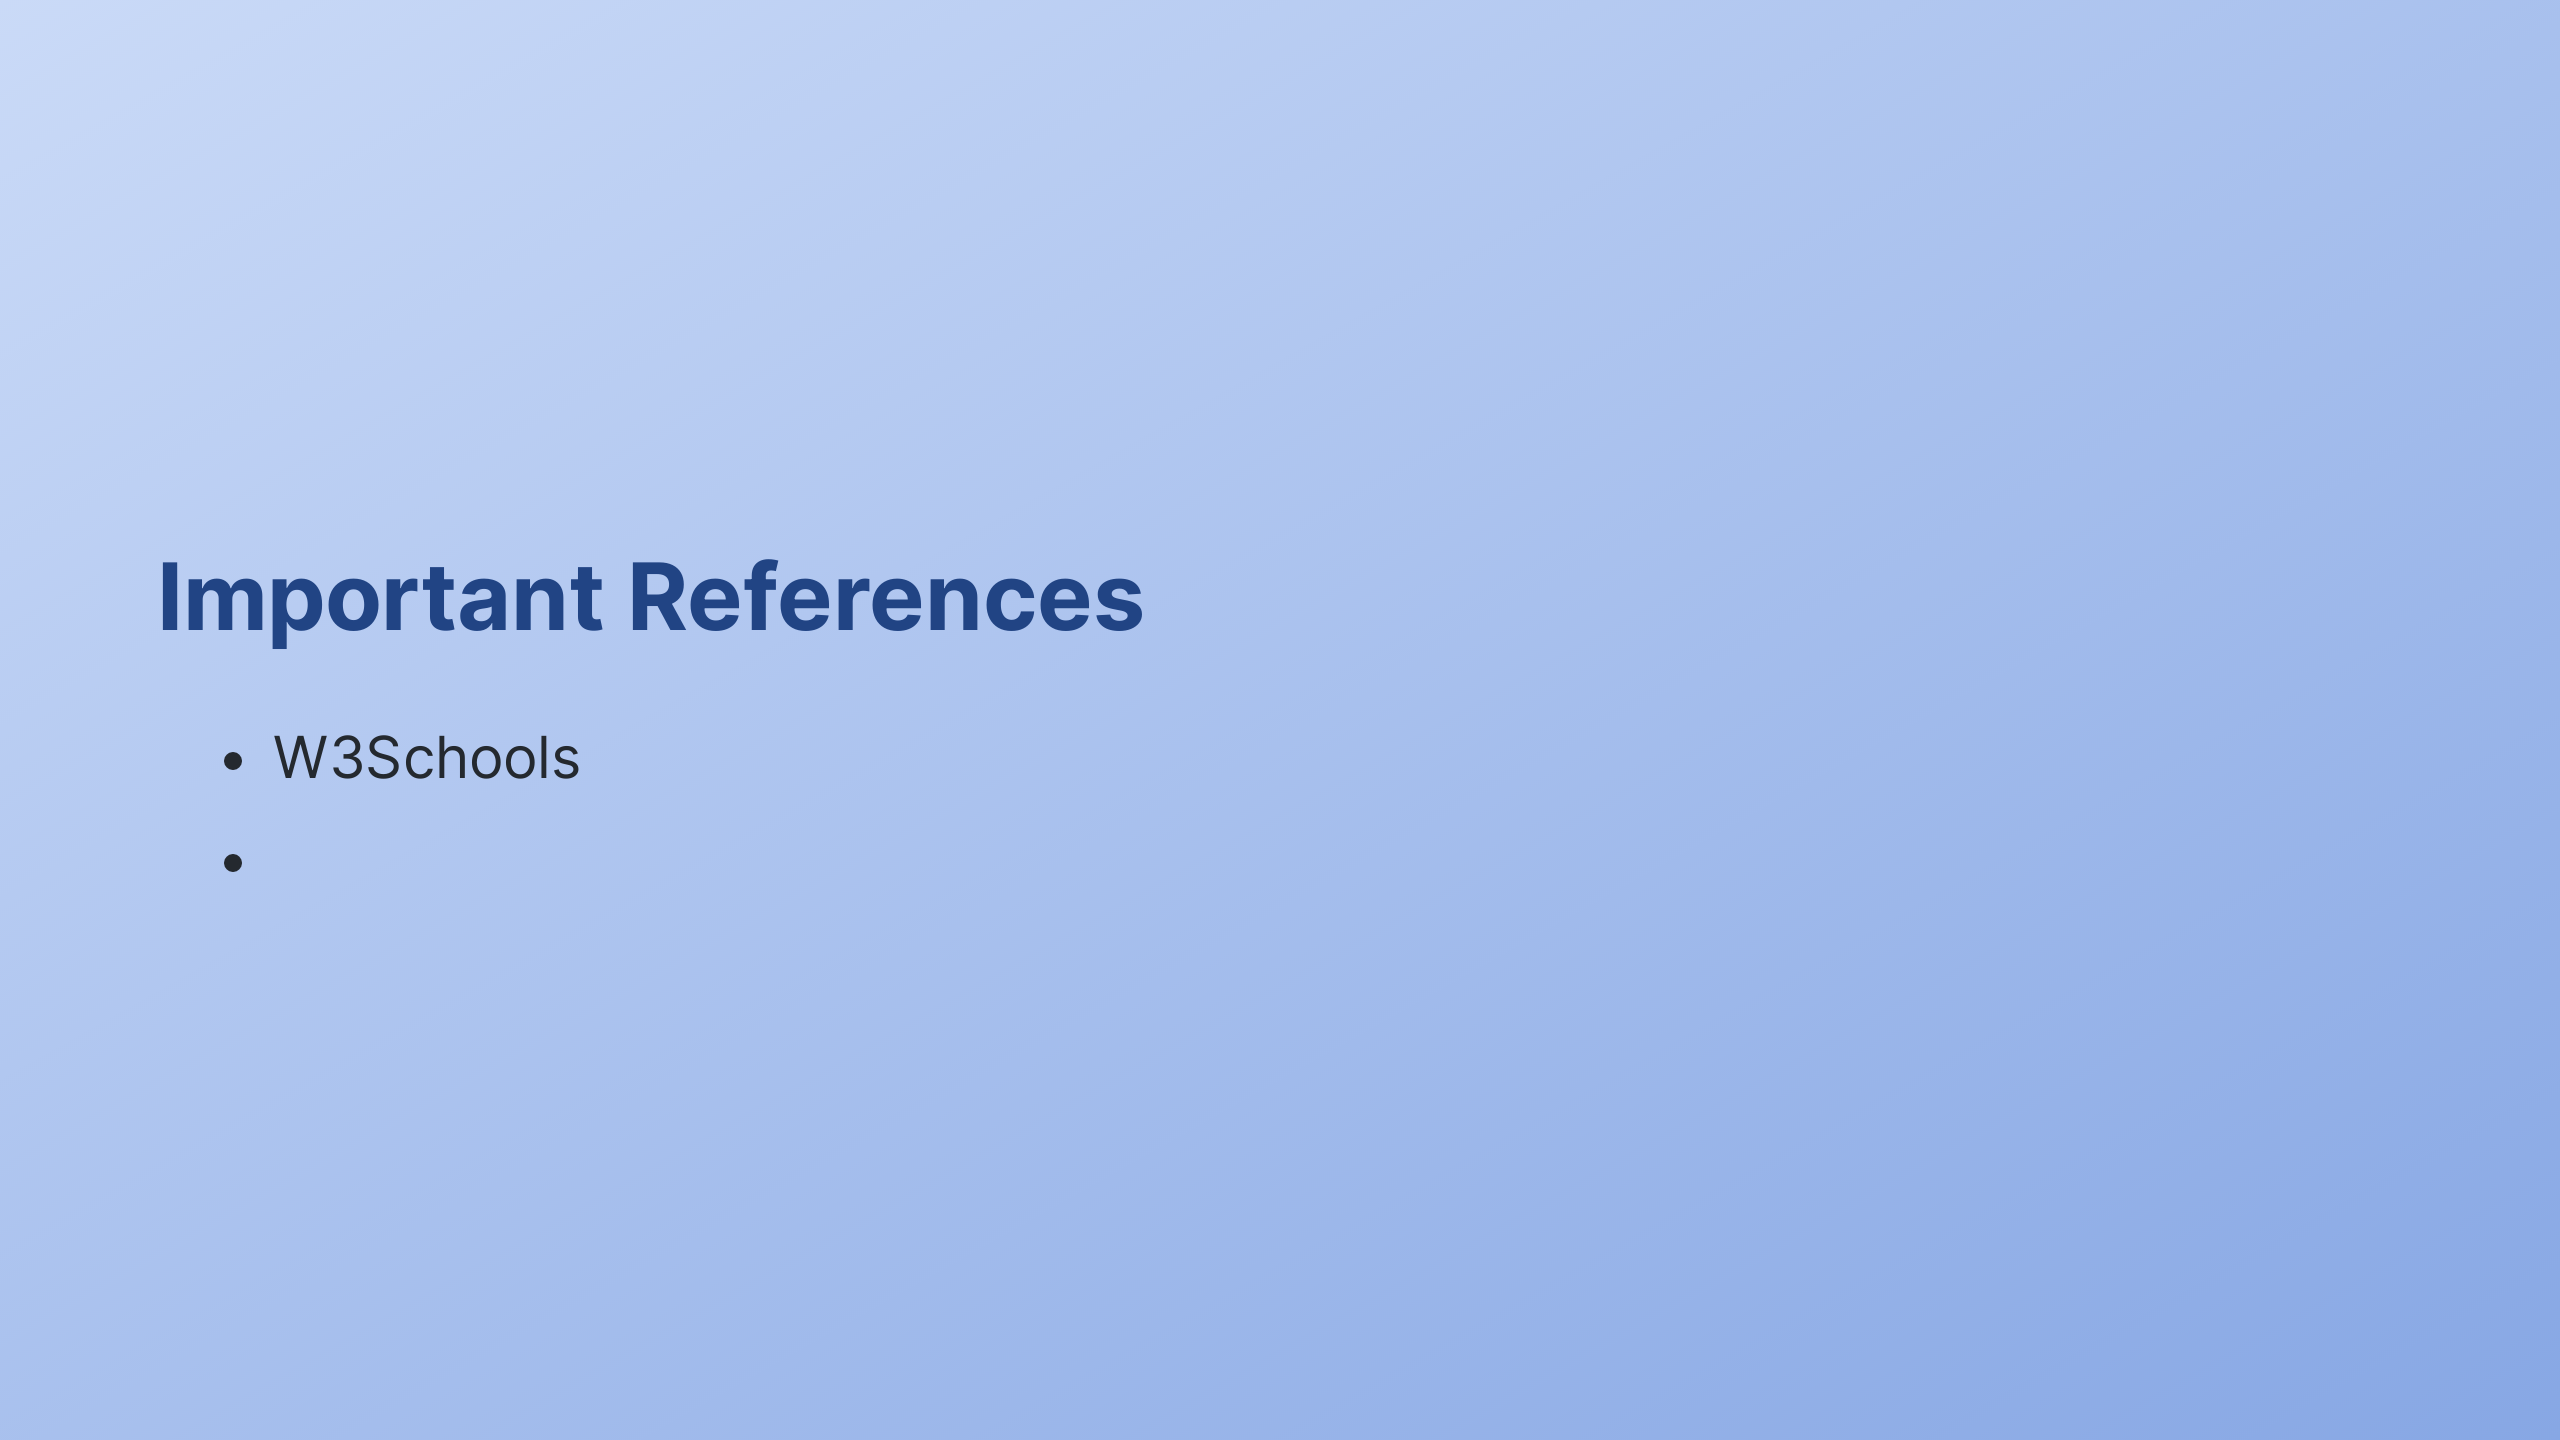 Important References
• W3Schools
•